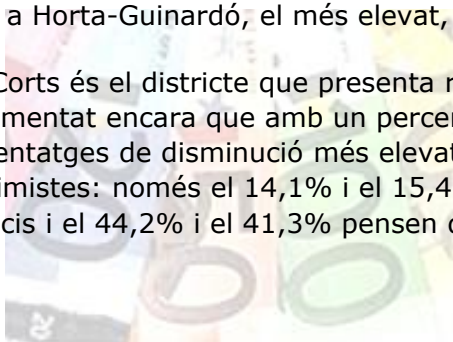 a Horta-Guinardó, el més elevat,
Corts és el districte que presenta
mentat encara que amb un percen
entatges de disminució més elevat
imistes: només el 14,1% i el 15,4
cis i el 44,2% i el 41,3% pensen